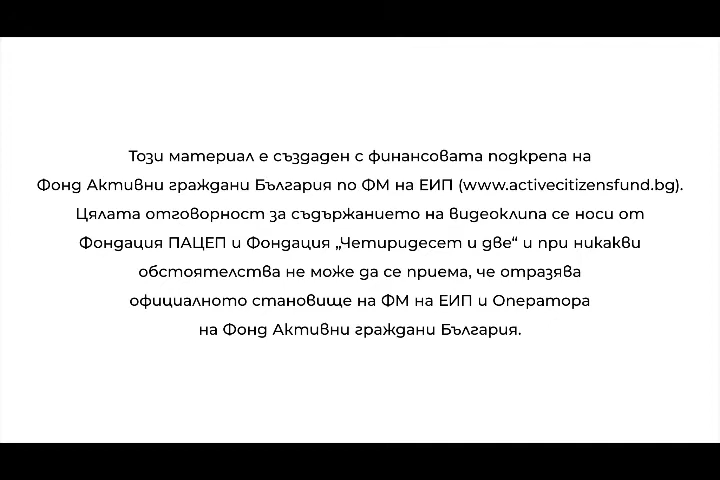 Този материал е създаден с финансовата подкрепа на
Фонд Активни граждани България по ФМ на ЕИП (www.activecitizensfund.bg).
Цялата отговорност за съдържанието на видеоклипа се носи от
Фондация ПАЦЕП и Фондация „Четиридесет и две“ и при никакви
обстоятелства не може да се приема, че отразява
официалното становище на ФМ на ЕИП и Оператора
на Фонд Активни граждани България.